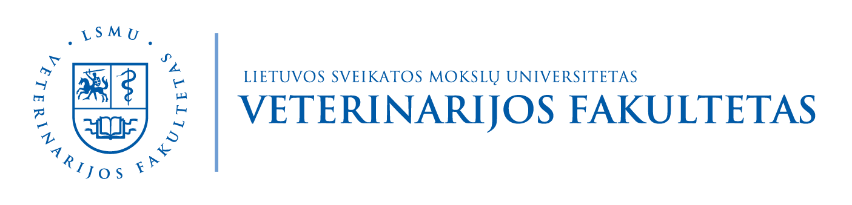 · LSMU ·
VETERINARIJOS FAKULTETAS
LIETUVOS SVEIKATOS MOKSLŲ UNIVERSITETAS
VETERINARIJOS FAKULTETAS